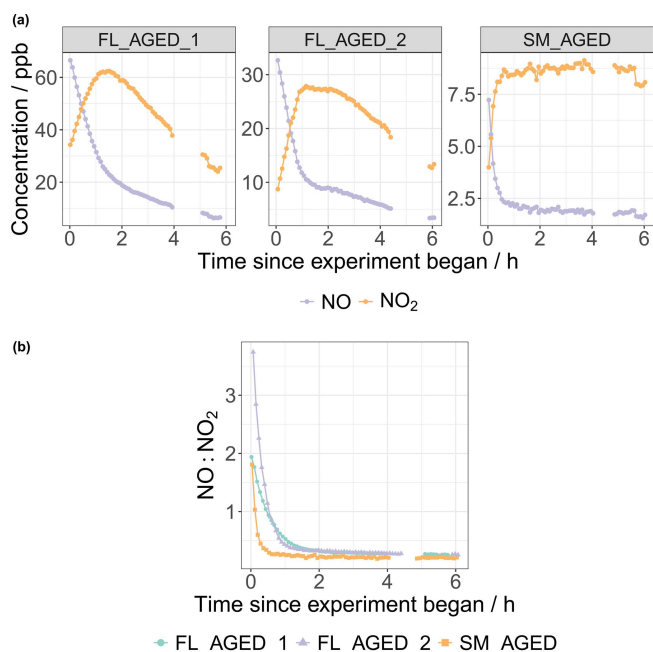 (a)
FL_AGED_1 FL_AGED_2 SM_AGED
Concentration / ppb
60
40
20
30
20
10
7.5
5.0
2.5
0 2 4 6 0 2 4 6 0 2 4 6
Time since experiment began / h
NO NO₂
(b)
NO : NO₂
3
2
1
0 2 4 6
Time since experiment began / h
FL_AGED_1 FL_AGED_2 SM_AGED